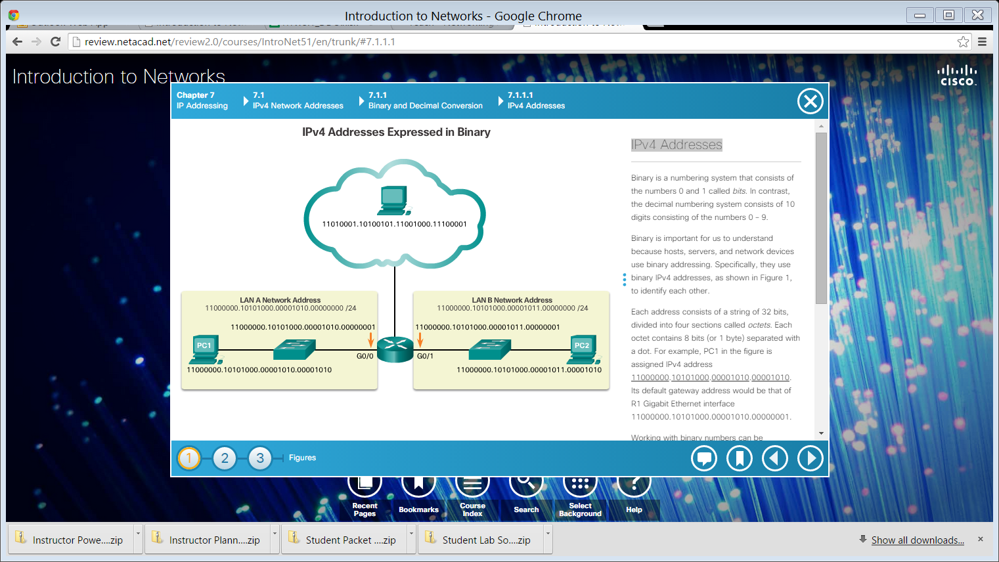 Introduction to Networks - Google Chrome
review.netacad.net/review2.0/courses/IntroNet51/en/trunk/#7.1.1.1
Introduction to Networks
CISCO.
Chapter 7
IP Addressing
7.1
IPv4 Network Addresses
7.1.1
Binary and Decimal Conversion
7.1.1.1
IPv4 Addresses
IPv4 Addresses Expressed in Binary
11010001.10100101.11001000.11100001
LAN A Network Address
11000000.10101000.00001010.00000000 /24
11000000.10101000.00001010.00000001
PC1
G0/0
11000000.10101000.00001010.00001010
LAN B Network Address
11000000.10101000.00001011.00000000 /24
11000000.10101000.00001011.00000001
G0/1
PC2
11000000.10101000.00001011.00001010
IPv4 Addresses
Binary is a numbering system that consists of
the numbers 0 and 1 called bits. In contrast,
the decimal numbering system consists of 10
digits consisting of the numbers 0 – 9.
Binary is important for us to understand
because hosts, servers, and network devices
use binary addressing. Specifically, they use
binary IPv4 addresses, as shown in Figure 1,
to identify each other.
Each address consists of a string of 32 bits,
divided into four sections called octets. Each
octet contains 8 bits (or 1 byte) separated with
a dot. For example, PC1 in the figure is
assigned IPv4 address
11000000.10101000.00001010.00001010.
Its default gateway address would be that of
R1 Gigabit Ethernet interface
11000000.10101000.00001010.00000001.
Working with binary numbers can be
1
2
3
Figures
Recent
Pages
Bookmarks
Course
Index
Search
Select
Background
?
Help
Instructor Powe....zip
Instructor Plann....zip
Student Packet ....zip
Student Lab So....zip
Show all downloads...